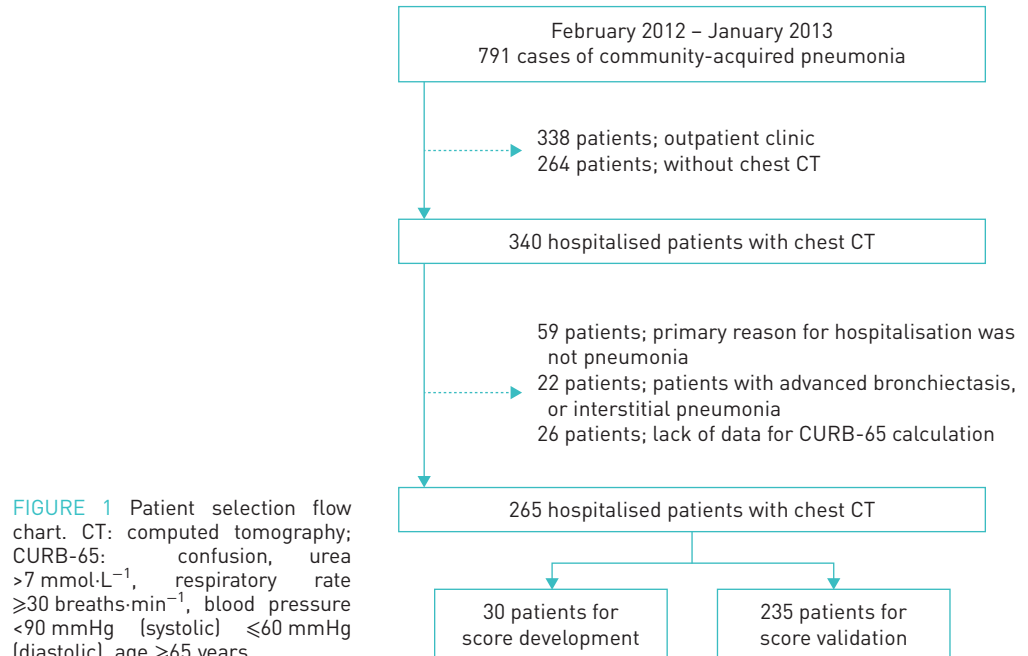 February 2012 – January 2013
791 cases of community-acquired pneumonia
338 patients; outpatient clinic
264 patients; without chest CT
340 hospitalised patients with chest CT
59 patients; primary reason for hospitalisation was
not pneumonia
22 patients; patients with advanced bronchiectasis,
or interstitial pneumonia
26 patients; lack of data for CURB-65 calculation
265 hospitalised patients with chest CT
30 patients for
score development
235 patients for
score validation
FIGURE 1 Patient selection flow
chart. CT: computed tomography;
CURB-65: confusion, urea
>7 mmol·L⁻¹, respiratory rate
⩾30 breaths·min⁻¹, blood pressure
<90 mmHg (systolic) ⩽60 mmHg
(diastolic), age ⩾65 years